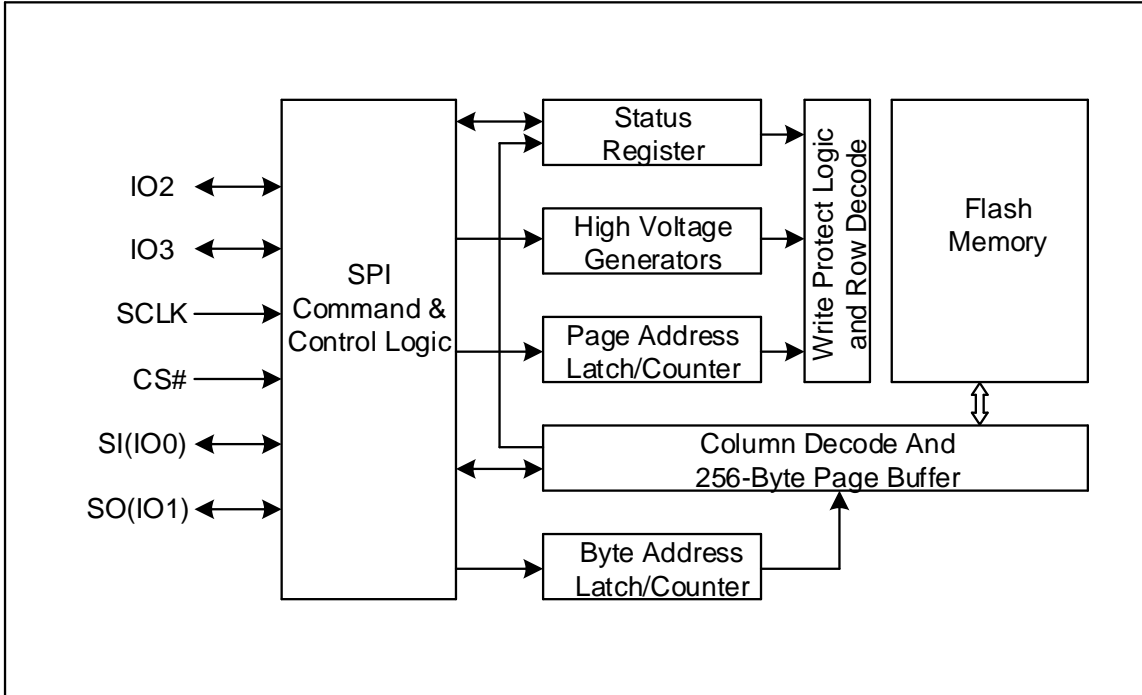 IO2
IO3
SCLK
CS#
SI(IO0)
SO(IO1)
SPI
Command &
Control Logic
Status
Register
High Voltage
Generators
Page Address
Latch/Counter
Write Protect Logic
and Row Decode
Flash
Memory
Column Decode And
256-Byte Page Buffer
Byte Address
Latch/Counter